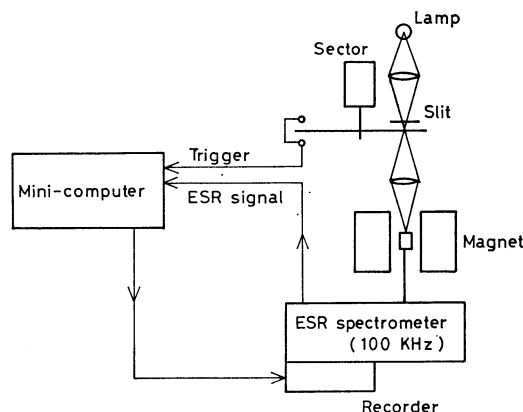 Lamp
Sector
Slit
Trigger
Mini-computer
ESR signal
Magnet
ESR spectrometer
(100 KHz)
Recorder